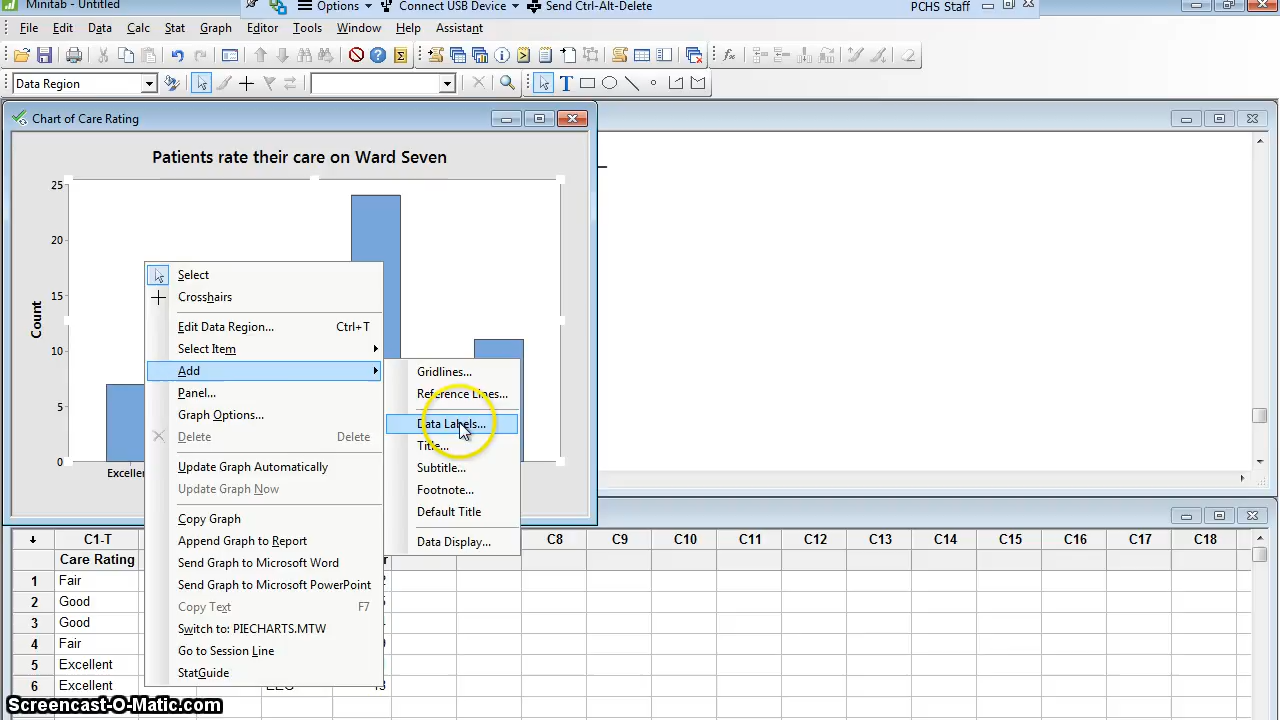 Minitab - Untitled
Options
Connect USB Device
Send Ctrl-Alt-Delete
PCHS Staff
File Edit Data Calc Stat Graph Editor Tools Window Help Assistant
Data Region
Chart of Care Rating
Patients rate their care on Ward Seven
25
20
15
10
5
0
Count
Select
Crosshairs
Edit Data Region... Ctrl+T
Select Item
Add
Panel...
Graph Options...
Delete Delete
Update Graph Automatically
Update Graph Now
Copy Graph
Append Graph to Report
Send Graph to Microsoft Word
Send Graph to Microsoft PowerPoint
Copy Text F7
Switch to: PIECHARTS.MTW
Go to Session Line
StatGuide
Gridlines...
Reference Lines...
Data Labels...
Title...
Subtitle...
Footnote...
Default Title
Data Display...
C1-T C8 C9 C10 C11 C12 C13 C14 C15 C16 C17 C18
Care Rating
1 Fair
2 Good
3 Good
4 Fair
5 Excellent
6 Excellent
Screencast-O-Matic.com